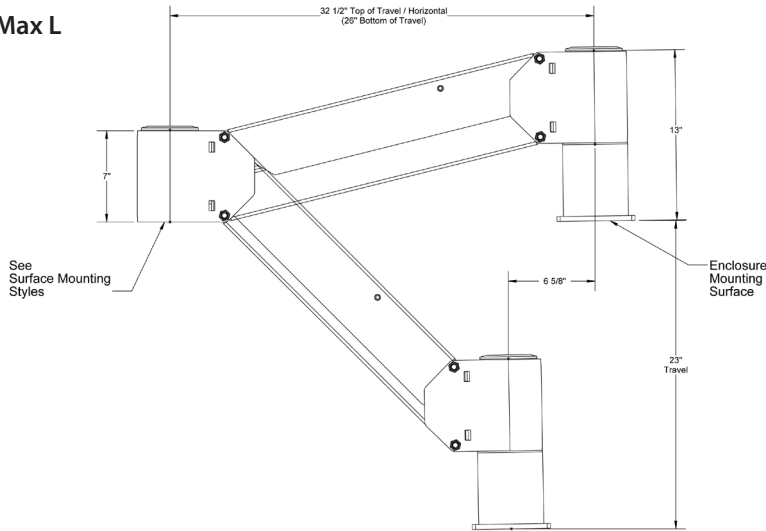 Max L
32 1/2" Top of Travel / Horizontal
(26" Bottom of Travel)
7"
13"
See
Surface Mounting
Styles
6 5/8"
Enclosure
Mounting
Surface
23"
Travel